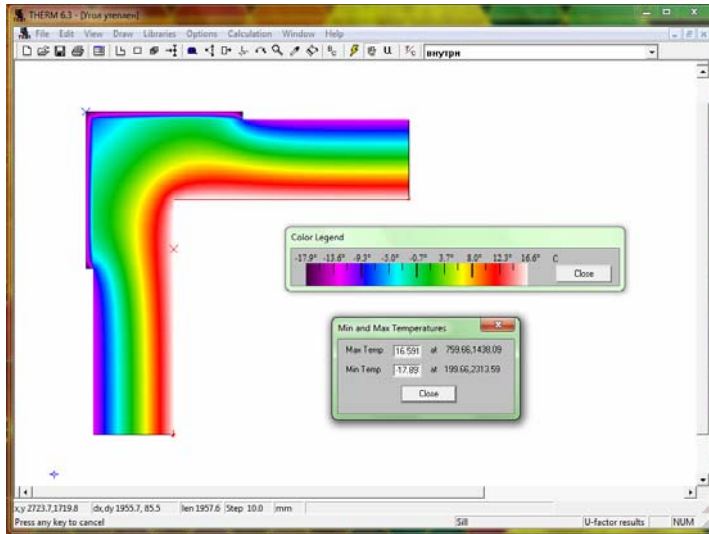 THERM 6.3 - [Угол утеплен]
File Edit View Draw Libraries Options Calculation Window Help
внутрн
Color Legend
-17.9° -13.6° -9.3° -5.0° -0.7° 3.7° 8.0° 12.3° 16.6° C
Close
Min and Max Temperatures
Max Temp 16.591 at 759.66,1438.09
Min Temp -17.89 at 199.66,2313.59
Close
x,y 2723.7,1719.8 dx,dy 1955.7, 85.5 len 1957.6 Step 10.0 mm
Press any key to cancel Sill U-factor results NUM